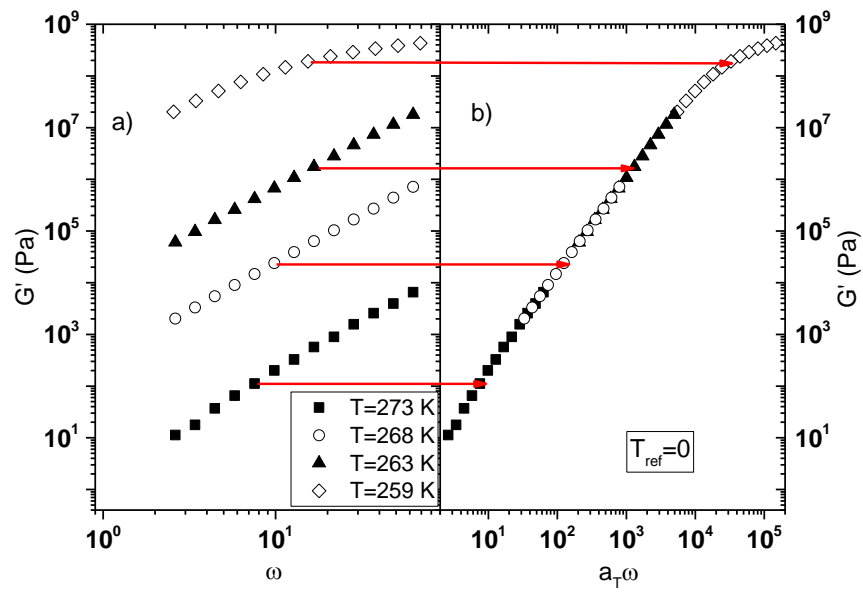 10⁹
10⁷
10⁵
10³
10¹
G' (Pa)
a)
T=273 K
T=268 K
T=263 K
T=259 K
10⁰
10¹
ω
b)
T_ref=0
10¹
10²
10³
10⁴
10⁵
a_Tω
10⁹
10⁷
10⁵
10³
10¹
G' (Pa)